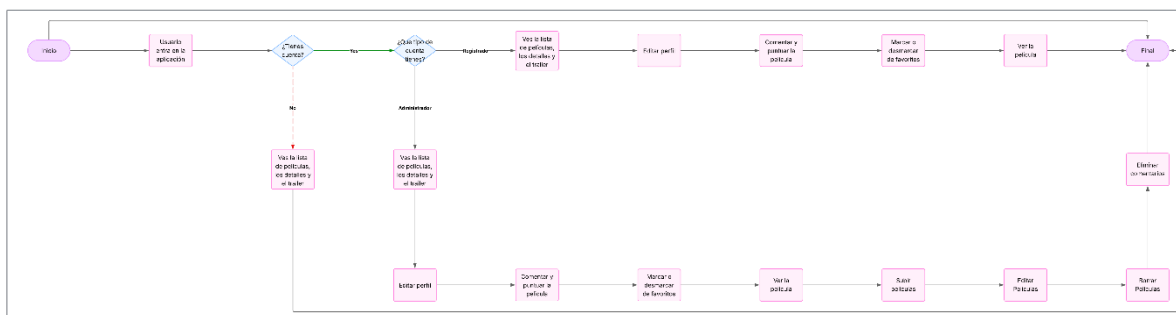 Inicio
Usuario
entra en la
aplicación
¿Tienes
cuenta?
Yes
¿Que tipo de
cuenta
tienes?
Registrado
Ves la lista
de películas,
los detalles y
el trailer
Editar perfil
Comentar y
puntuar la
película
Marcar o
desmarcar
de favoritos
Ver la
película
Final
No
Administrador
Ves la lista
de películas,
los detalles y
el trailer
Ves la lista
de películas,
los detalles y
el trailer
Eliminar
comentarios
Editar perfil
Comentar y
puntuar la
película
Marcar o
desmarcar
de favoritos
Ver la
película
Subir
películas
Editar
Películas
Borrar
Películas